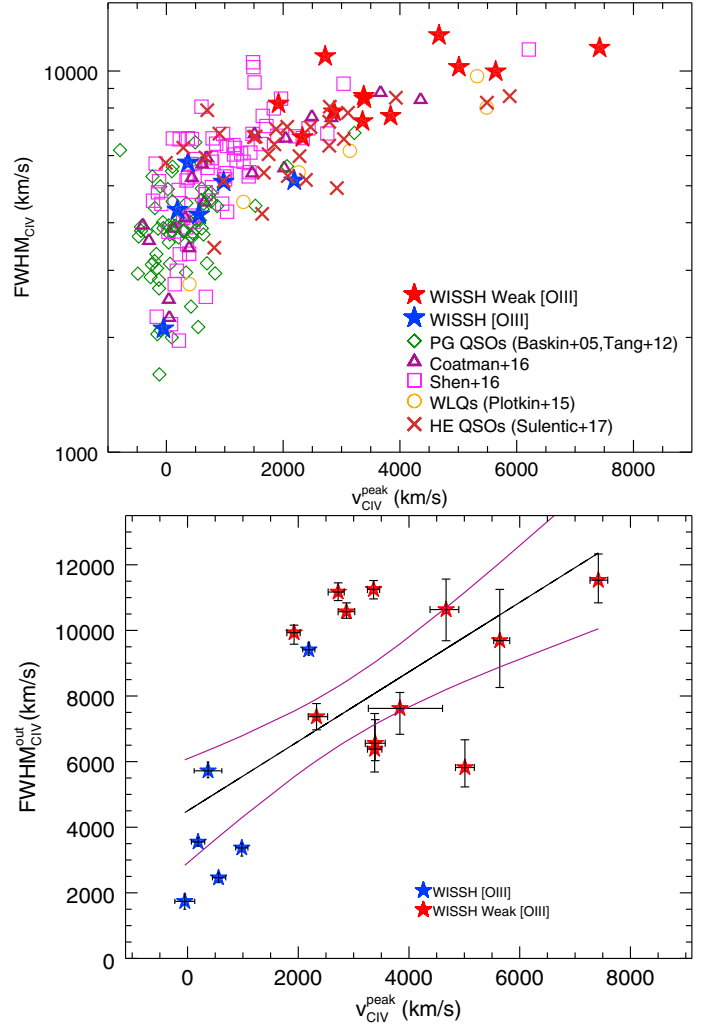 10000
1000
FWHM_CIV (km/s)
WISSH Weak [OIII]
WISSH [OIII]
PG QSOs (Baskin+05,Tang+12)
Coatman+16
Shen+16
WLQs (Plotkin+15)
HE QSOs (Sulentic+17)
0 2000 4000 6000 8000
v_CIV^peak (km/s)
12000
10000
8000
6000
4000
2000
0
FWHM_CIV^out (km/s)
WISSH [OIII]
WISSH Weak [OIII]
0 2000 4000 6000 8000
v_CIV^peak (km/s)